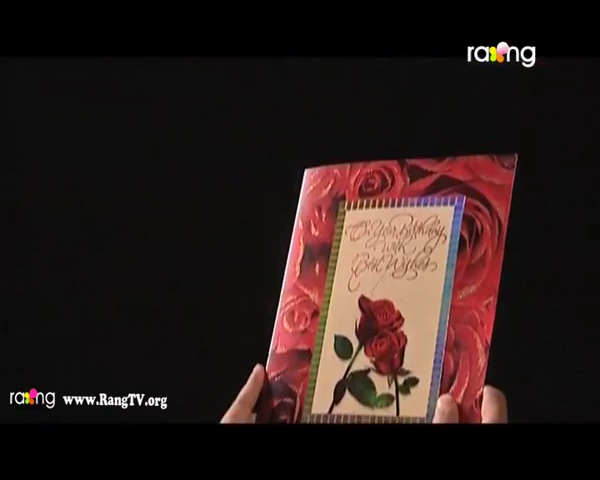 rang
On Your Birthday
with
Best Wishes
rang www.RangTV.org